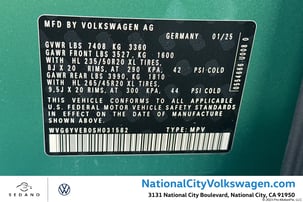 MFD BY VOLKSWAGEN AG 01/25
GVWR LBS 7408 KG 3360
GAWR FRONT LBS 3527, KG 1600
WITH HL 235/50R20 XL TIRES,
8J X 20 RIMS, AT 290 KPA, 42 PSI-COLD
GAWR REAR LBS 3990, KG 1810
WITH HL 265/45R20 XL TIRES,
9.5J X 20 RIMS, AT 300 KPA, 44 PSI-COLD
THIS VEHICLE CONFORMS TO ALL APPLICABLE
FEDERAL MOTOR VEHICLE SAFETY
STANDARDS IN EFFECT ON THE DATE OF
MANUFACTURE SHOWN ABOVE.
WVG6YVEB0SH031582 TYPE: MPV
SEDANO
NationalCityVolkswagen.com
3131 National City Boulevard, National City, CA 91950